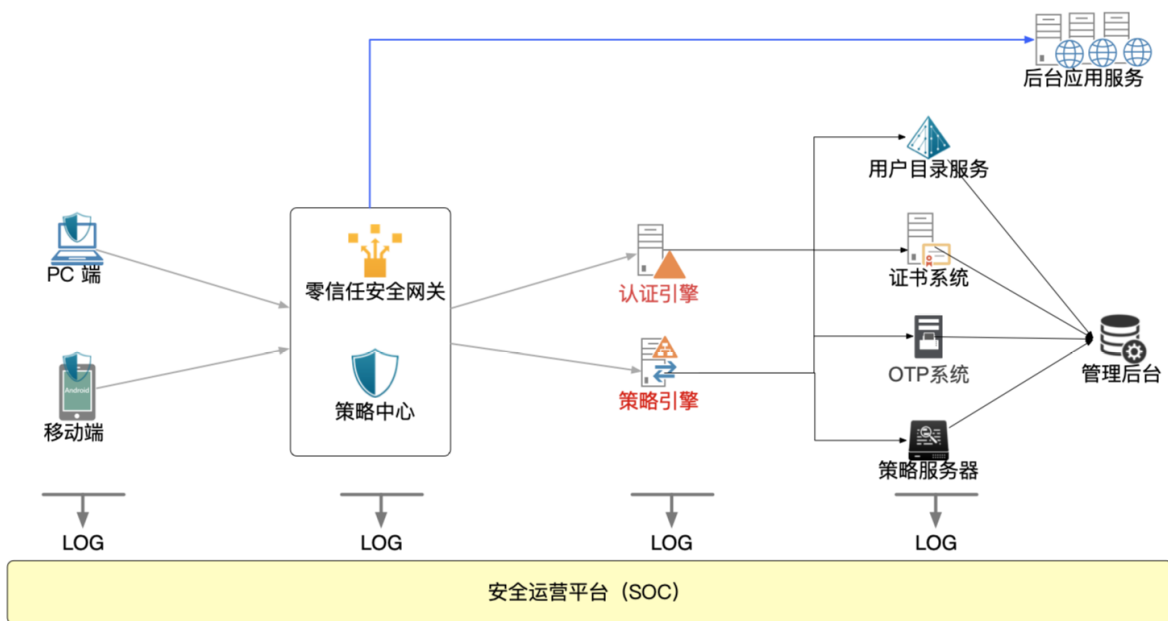 后台应用服务
用户目录服务
PC 端
零信任安全网关
认证引擎
证书系统
Android
移动端
策略中心
策略引擎
OTP系统
管理后台
策略服务器
LOG
LOG
LOG
LOG
安全运营平台（SOC）